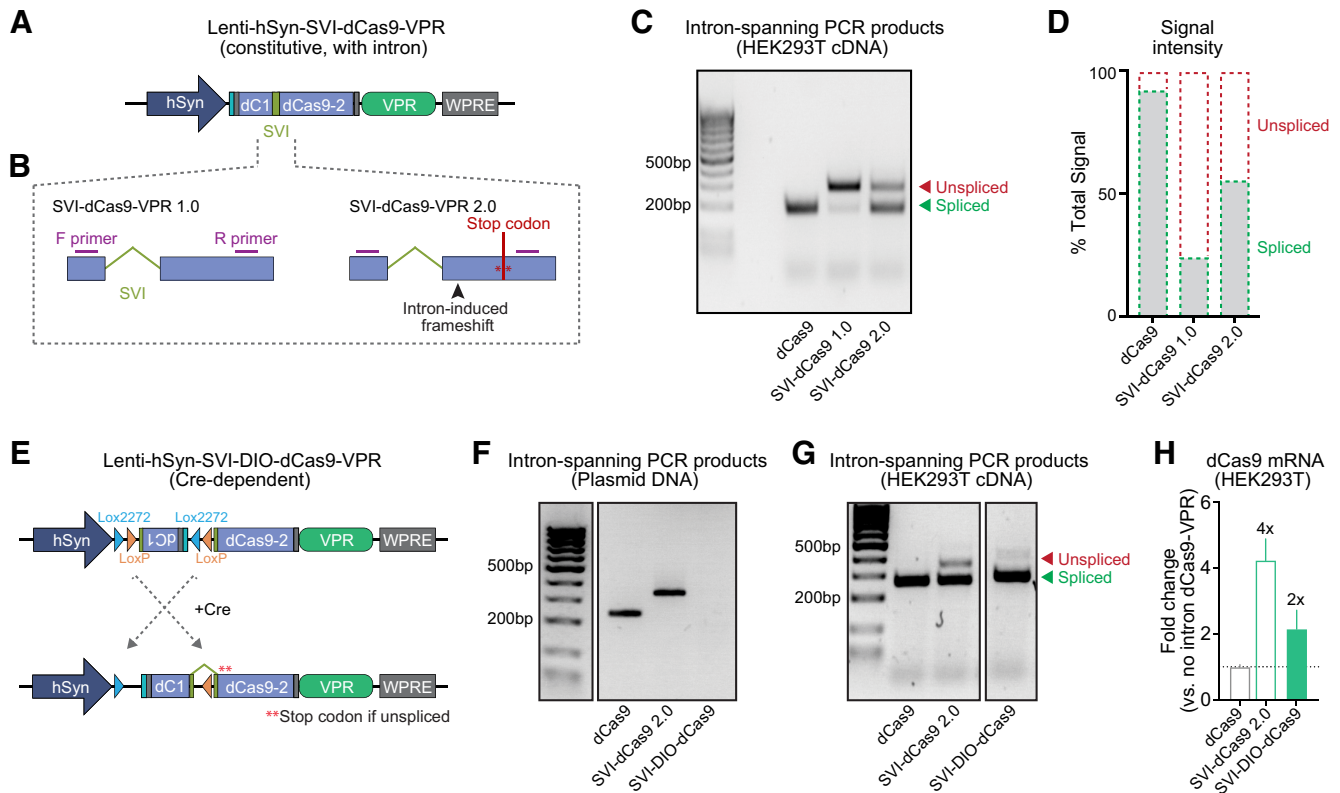 A
Lenti-hSyn-SVI-dCas9-VPR
(constitutive, with intron)
hSyn
dC1
dCas9-2
VPR
WPRE
SVI
B
SVI-dCas9-VPR 1.0
F primer
R primer
SVI
SVI-dCas9-VPR 2.0
Stop codon
**
Intron-induced
frameshift
C
Intron-spanning PCR products
(HEK293T cDNA)
500bp
200bp
Unspliced
Spliced
dCas9
SVI-dCas9 1.0
SVI-dCas9 2.0
D
Signal
intensity
% Total Signal
100
50
0
Unspliced
Spliced
dCas9
SVI-dCas9 1.0
SVI-dCas9 2.0
E
Lenti-hSyn-SVI-DIO-dCas9-VPR
(Cre-dependent)
Lox2272
Lox2272
hSyn
dC1
dCas9-2
VPR
WPRE
LoxP
LoxP
+Cre
**
hSyn
dC1
dCas9-2
VPR
WPRE
**Stop codon if unspliced
F
Intron-spanning PCR products
(Plasmid DNA)
500bp
200bp
dCas9
SVI-dCas9 2.0
SVI-DIO-dCas9
G
Intron-spanning PCR products
(HEK293T cDNA)
500bp
200bp
Unspliced
Spliced
dCas9
SVI-dCas9 2.0
SVI-DIO-dCas9
H
dCas9 mRNA
(HEK293T)
Fold change
(vs. no intron dCas9-VPR)
6
4
2
0
4x
2x
dCas9
SVI-dCas9 2.0
SVI-DIO-dCas9